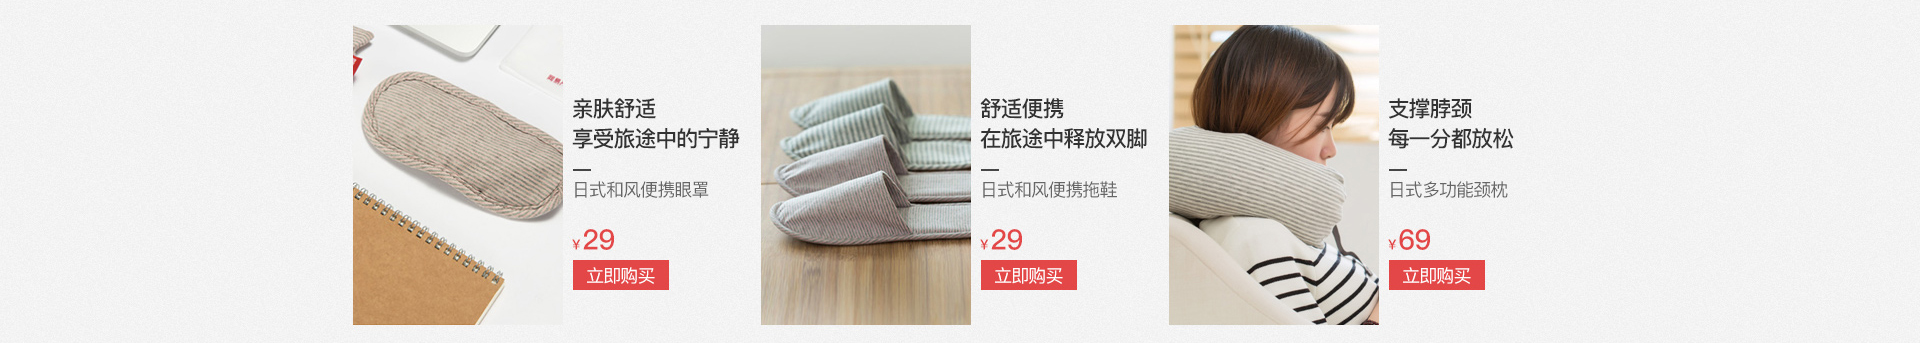 亲肤舒适
享受旅途中的宁静
日式和风便携眼罩
¥29
立即购买
舒适便携
在旅途中释放双脚
日式和风便携拖鞋
¥29
立即购买
支撑脖颈
每一分都放松
日式多功能颈枕
¥69
立即购买